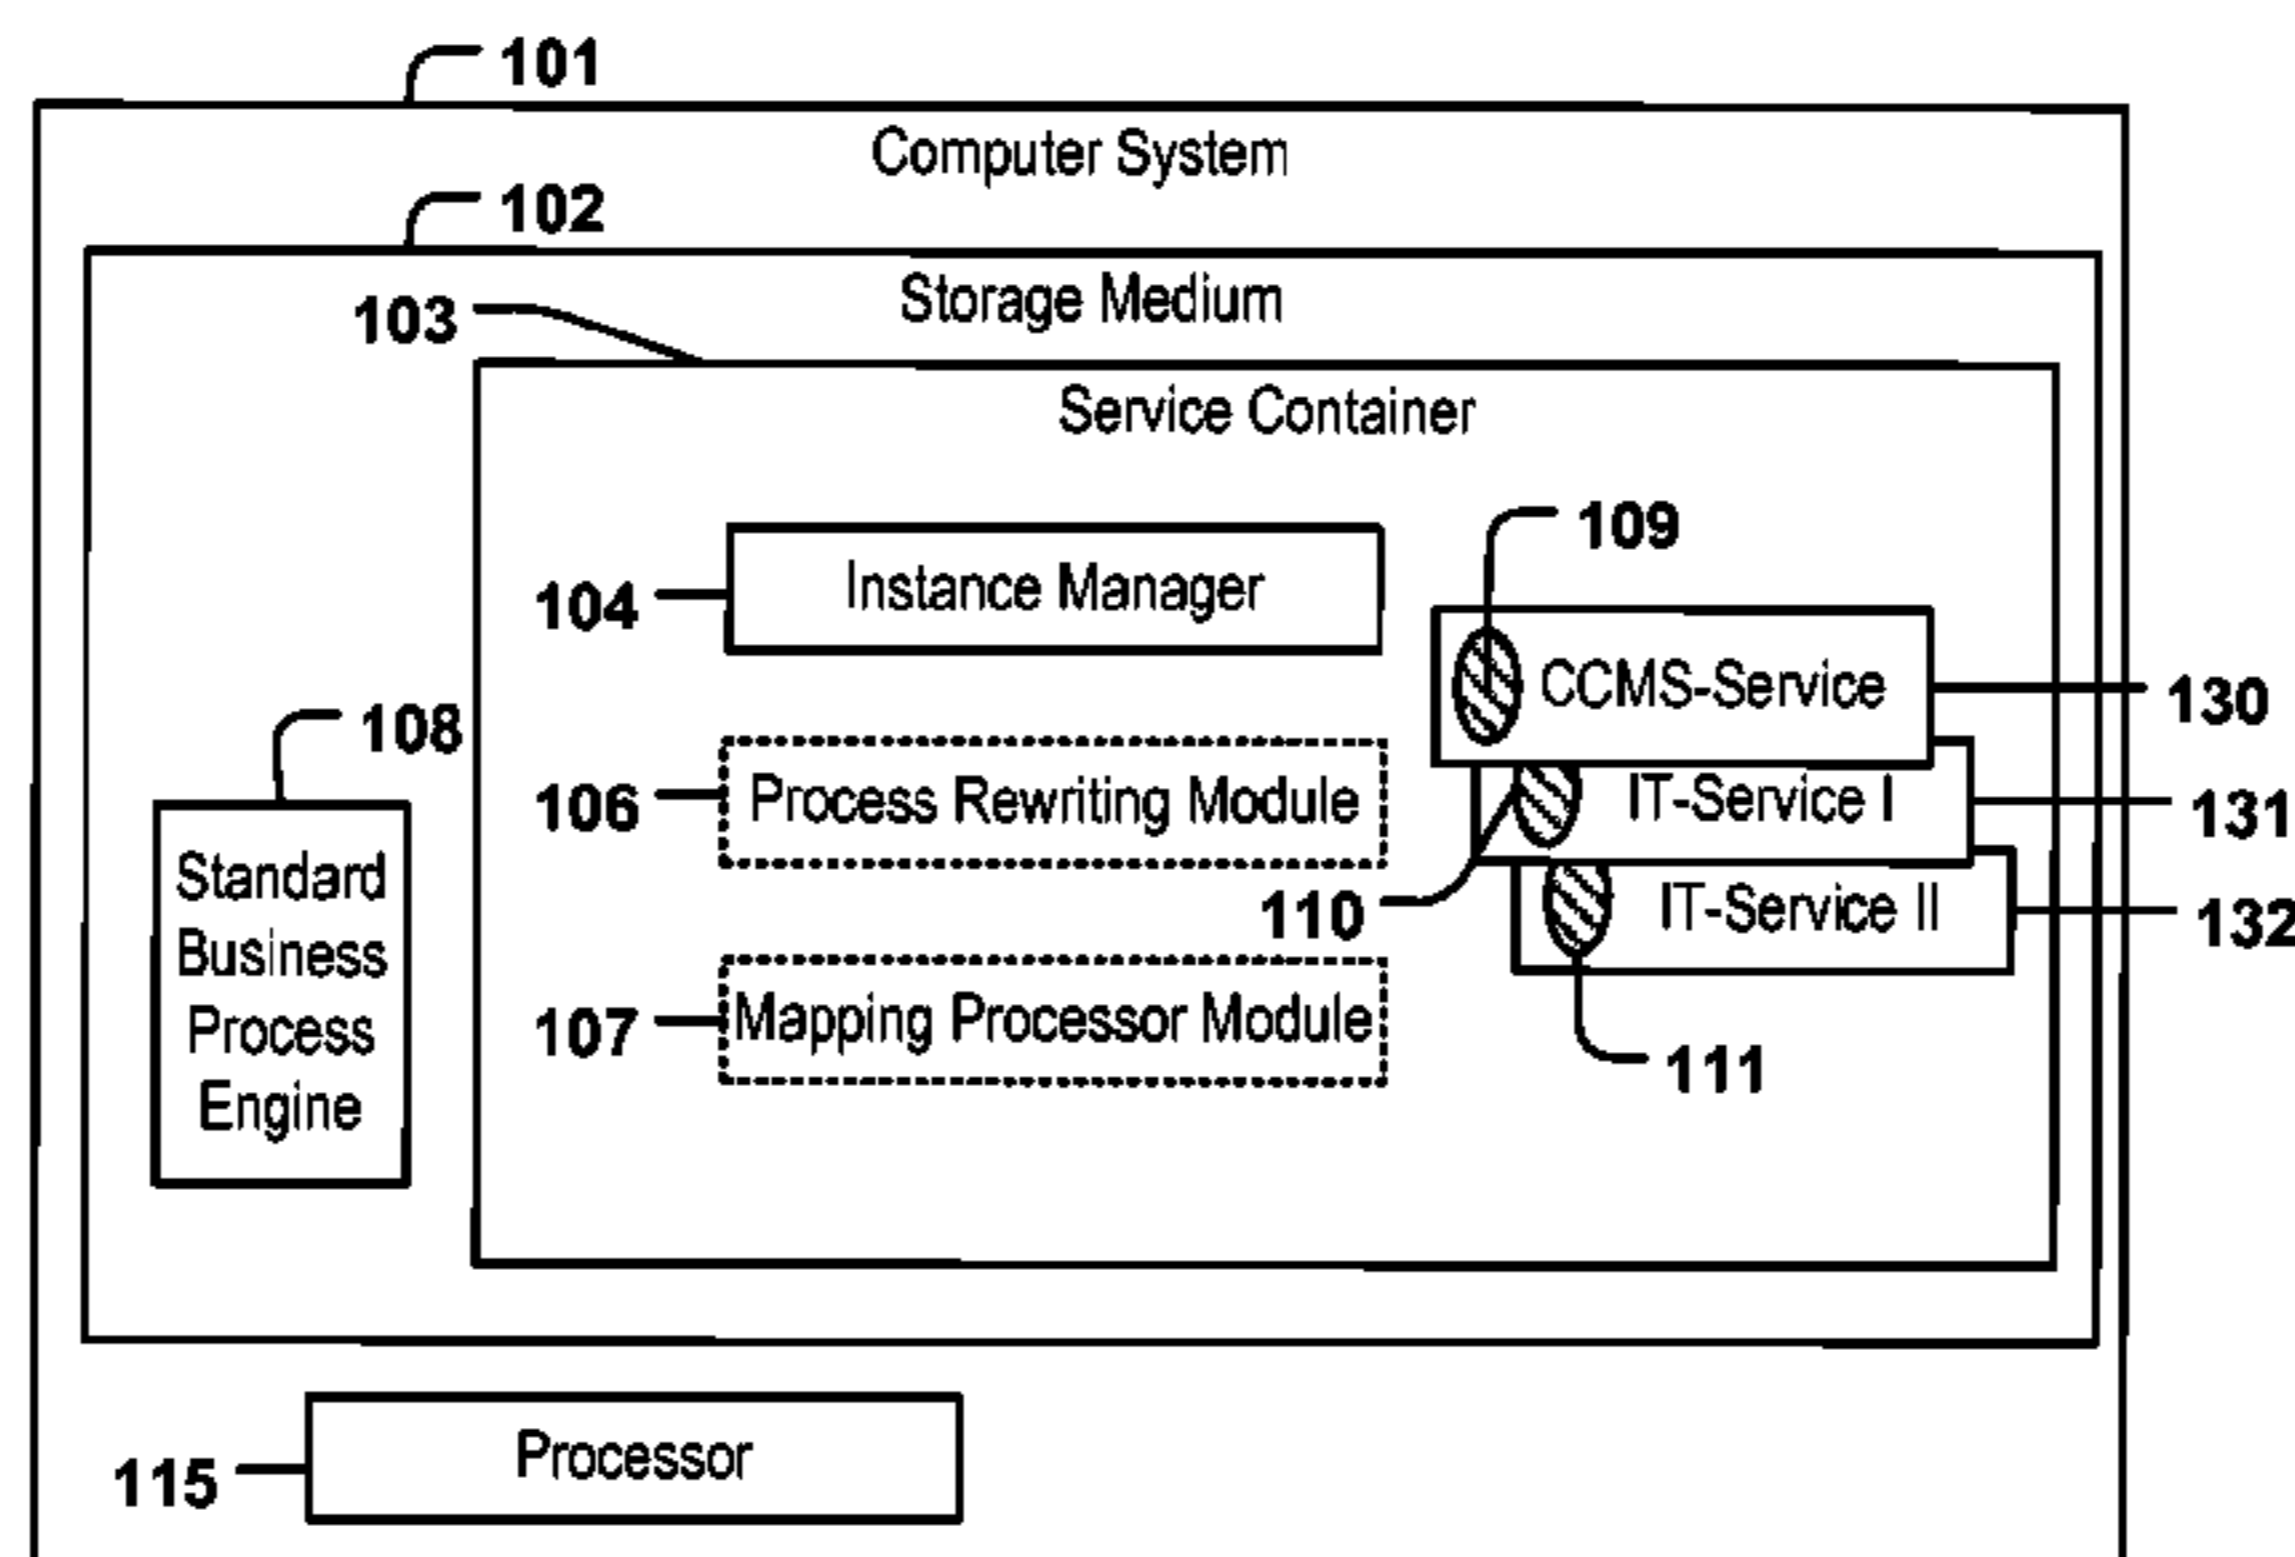 101
Computer System
102
Storage Medium
103
Service Container
109
Instance Manager
104
CCMS-Service
130
108
Process Rewriting Module
106
IT-Service I
131
Standard
Business
Process
Engine
110
IT-Service II
132
Mapping Processor Module
107
111
Processor
115